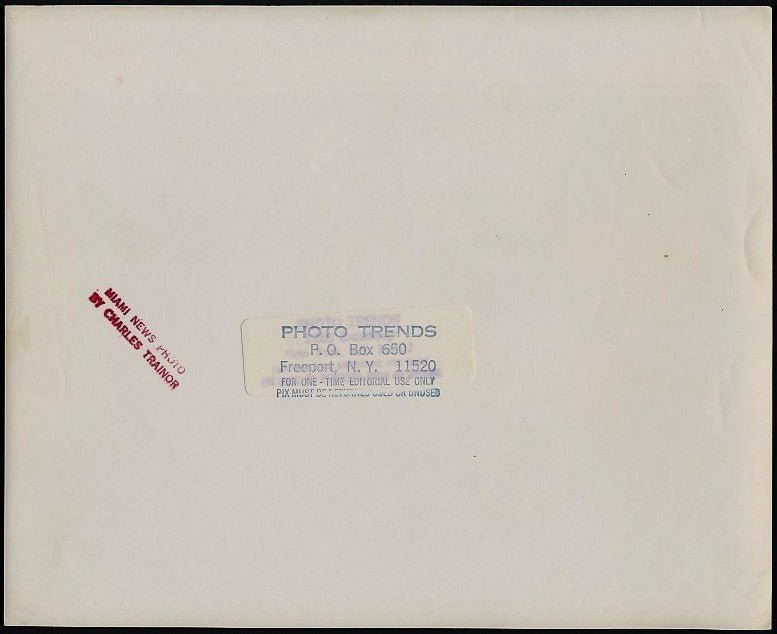 MIAMI NEWS PHOTO
BY CHARLES TRAINOR
PHOTO TRENDS
P.O. Box 650
Freeport, N.Y. 11520
FOR ONE-TIME EDITORIAL USE ONLY
PIX MUST BE RETURNED USED OR UNUSED